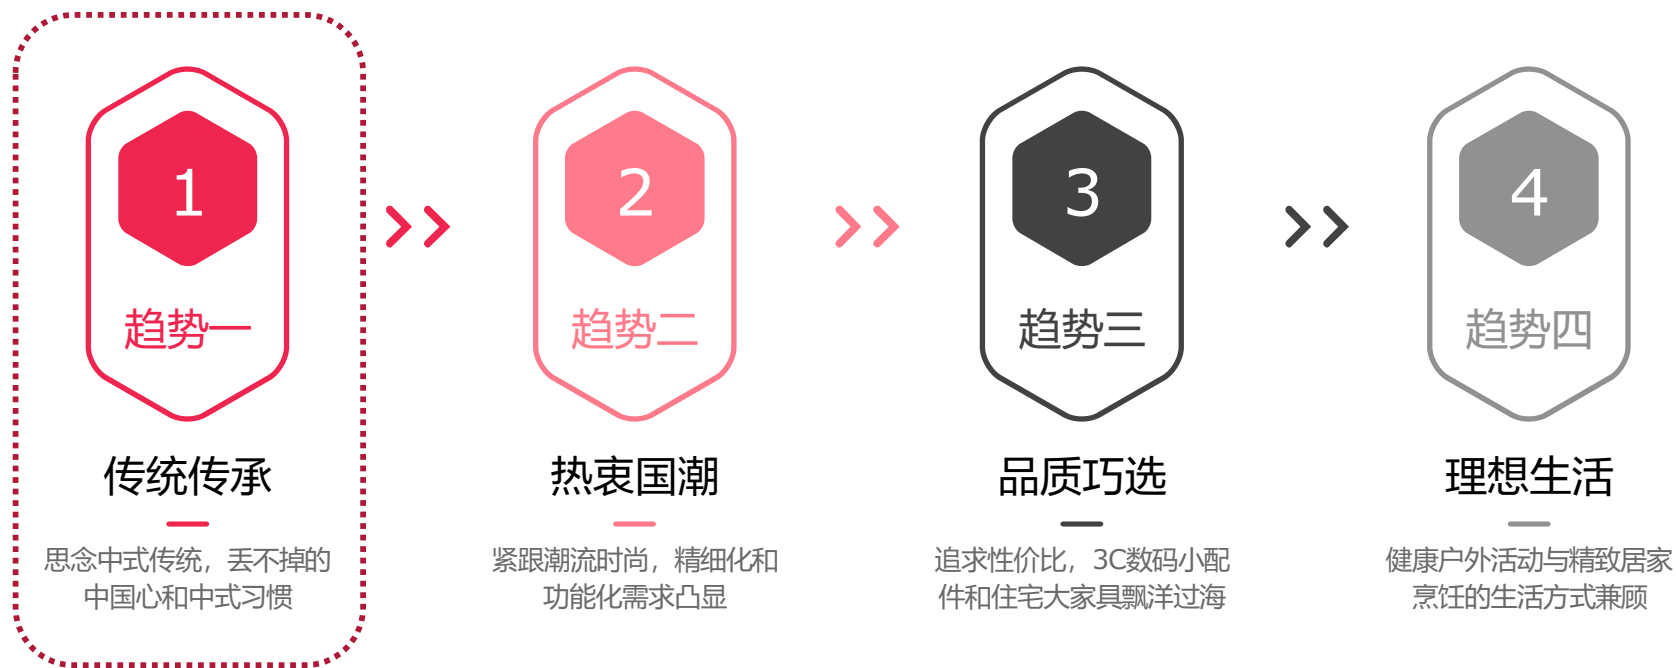 1
趋势一
传统传承
思念中式传统，丢不掉的
中国心和中式习惯
2
趋势二
热衷国潮
紧跟潮流时尚，精细化和
功能化需求凸显
3
趋势三
品质巧选
追求性价比，3C数码小配
件和住宅大家具飘洋过海
4
趋势四
理想生活
健康户外活动与精致居家
烹饪的生活方式兼顾